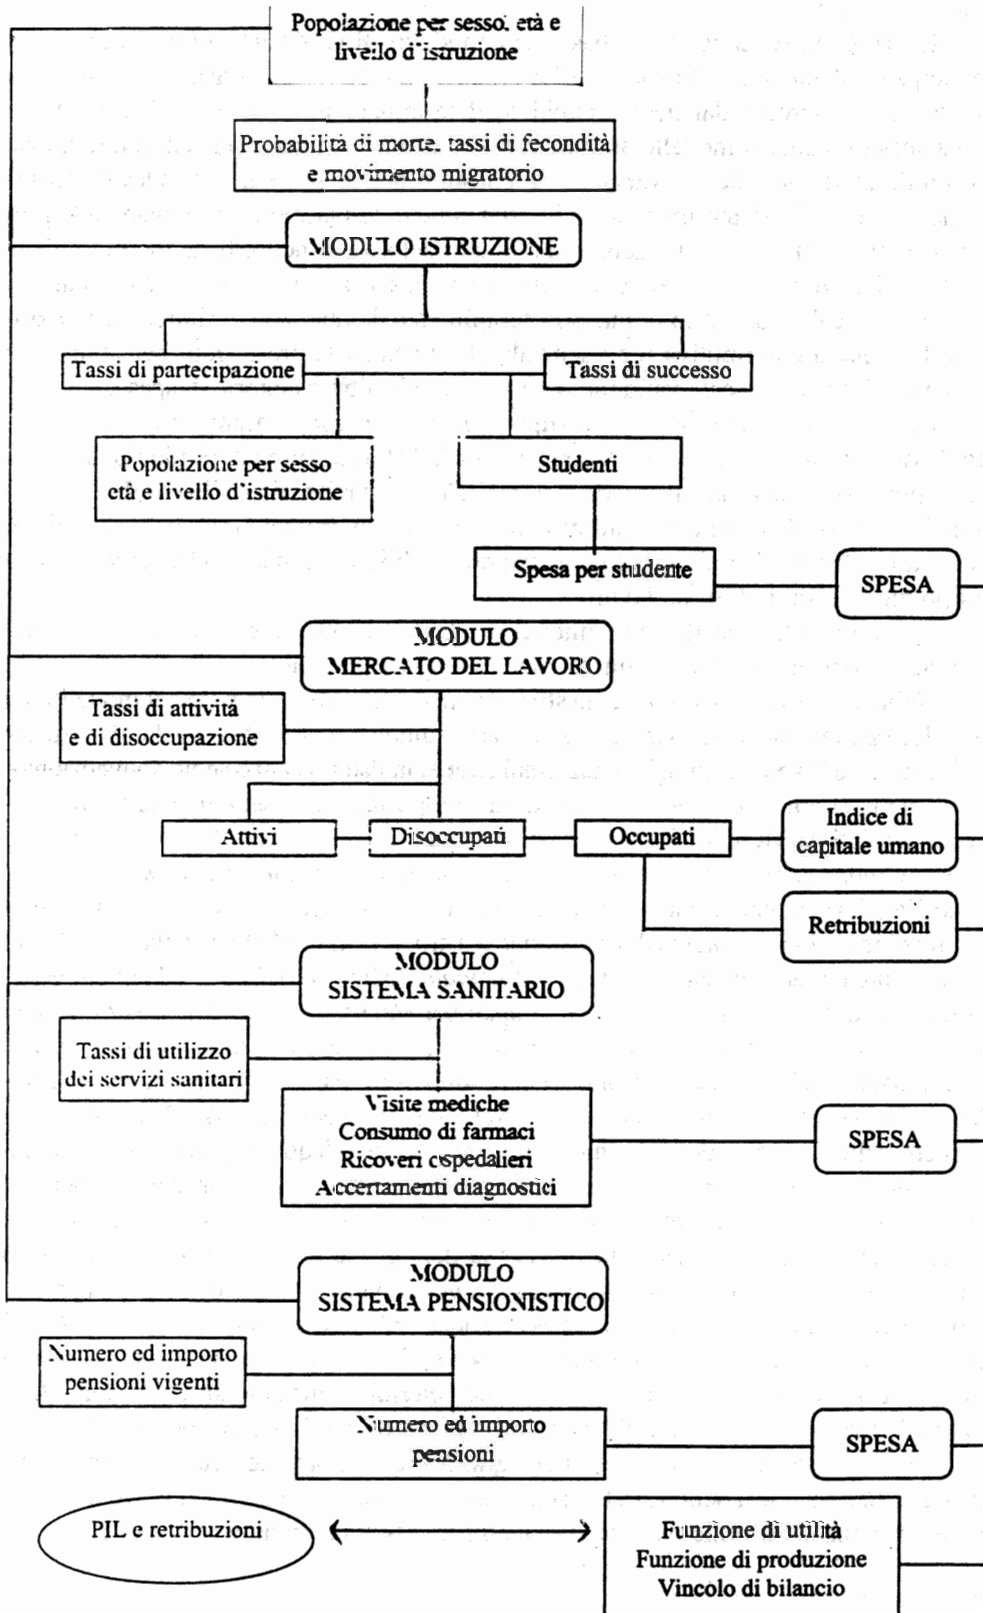 Popolazione per sesso, età e
livello d'istruzione
Probabilità di morte, tassi di fecondità
e movimento migratorio
MODULO ISTRUZIONE
Tassi di partecipazione
Tassi di successo
Popolazione per sesso
età e livello d'istruzione
Studenti
Spesa per studente
SPESA
MODULO
MERCATO DEL LAVORO
Tassi di attività
e di disoccupazione
Attivi
Disoccupati
Occupati
Indice di
capitale umano
Retribuzioni
MODULO
SISTEMA SANITARIO
Tassi di utilizzo
dei servizi sanitari
Visite mediche
Consumo di farmaci
Ricoveri ospedalieri
Accertamenti diagnostici
SPESA
MODULO
SISTEMA PENSIONISTICO
Numero ed importo
pensioni vigenti
Numero ed importo
pensioni
SPESA
PIL e retribuzioni
Funzione di utilità
Funzione di produzione
Vincolo di bilancio